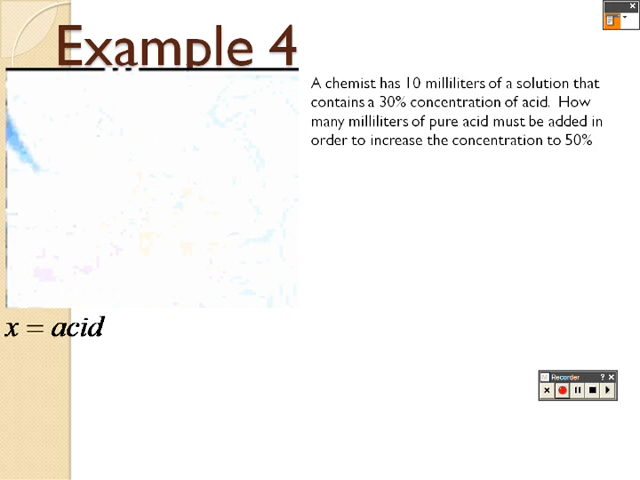 Example 4
A chemist has 10 milliliters of a solution that
contains a 30% concentration of acid.  How
many milliliters of pure acid must be added in
order to increase the concentration to 50%
x = acid
Recorder